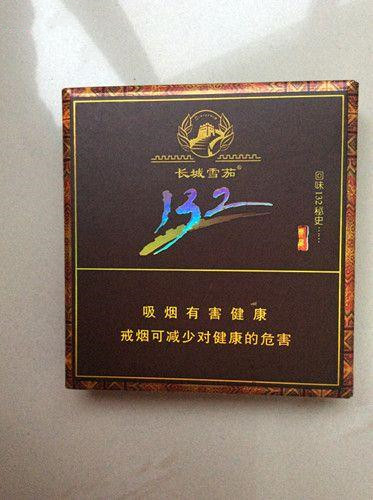 长城雪茄®
132
回味132秘史……
吸烟有害健康
戒烟可减少对健康的危害